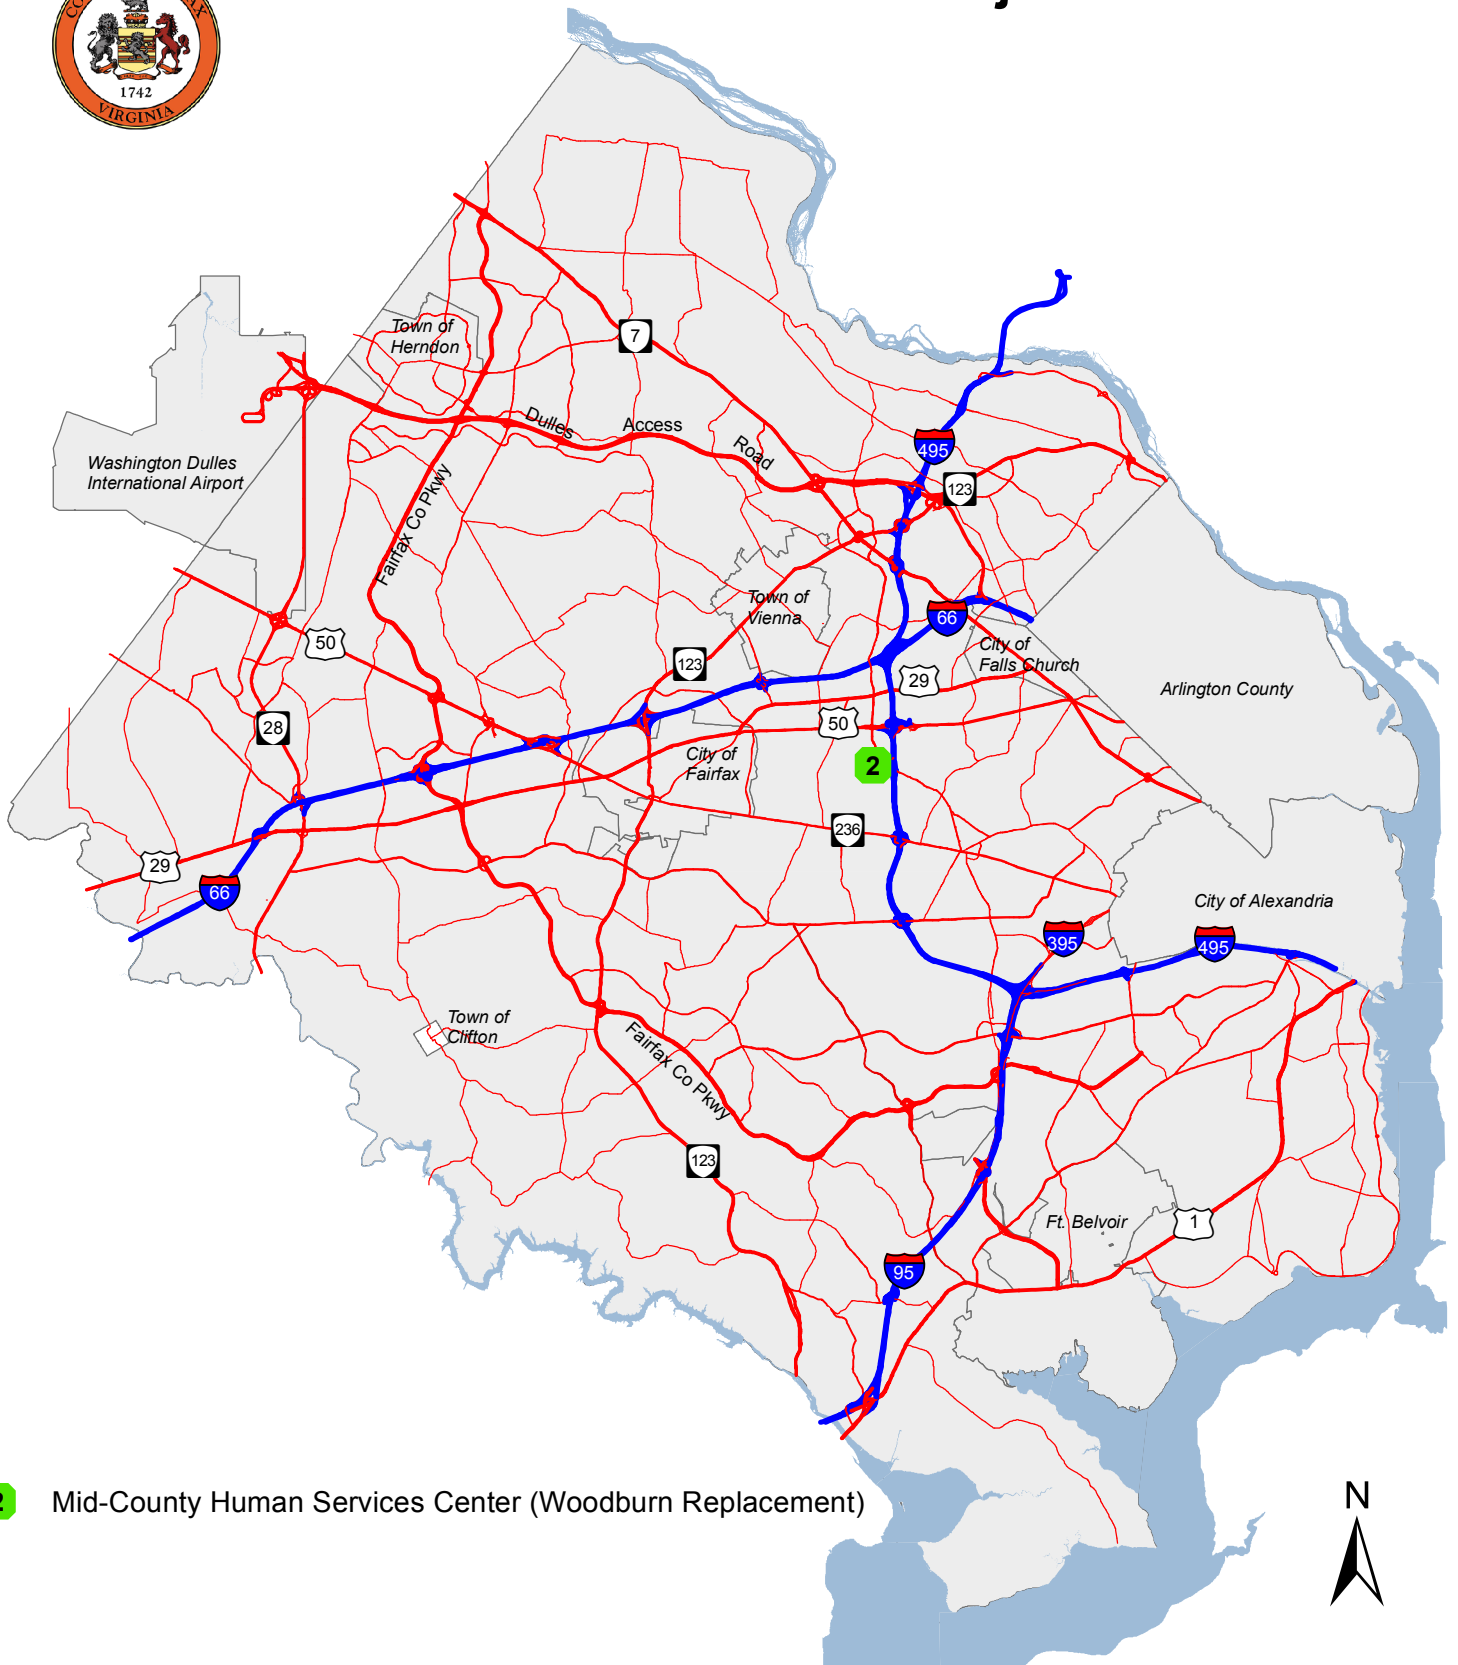 1742
VIRGINIA
Town of
Herndon
7
Dulles
Access
Road
495
123
Washington Dulles
International Airport
Fairfax Co Pkwy
Town of
Vienna
66
50
123
City of
Falls Church
29
Arlington County
28
50
City of
Fairfax
2
236
29
66
City of Alexandria
395
495
Town of
Clifton
Fairfax Co Pkwy
123
Ft. Belvoir
1
95
2 Mid-County Human Services Center (Woodburn Replacement)
N